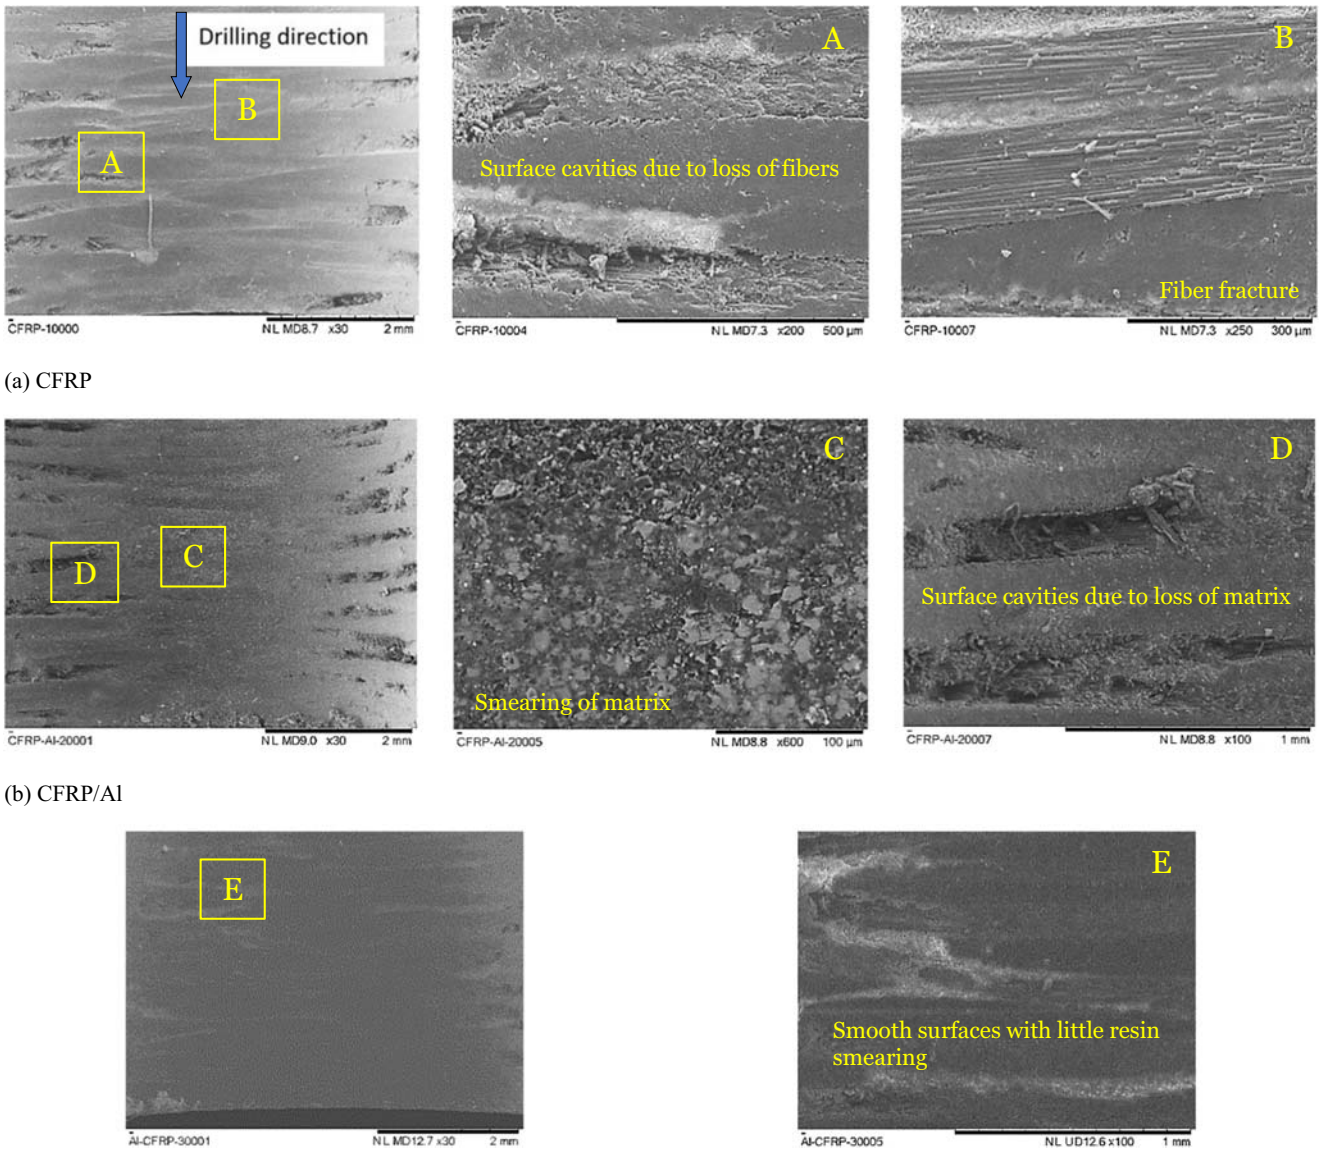 Drilling direction
A
B
CFRP-10000 NL MD8.7 x30 2 mm
A
Surface cavities due to loss of fibers
CFRP-10004 NL MD7.3 x200 500 µm
B
Fiber fracture
CFRP-10007 NL MD7.3 x250 300 µm
(a) CFRP
D
C
CFRP-Al-20001 NL MD9.0 x30 2 mm
C
Smearing of matrix
CFRP-Al-20005 NL MD8.8 x600 100 µm
D
Surface cavities due to loss of matrix
CFRP-Al-20007 NL MD8.8 x100 1 mm
(b) CFRP/Al
E
Al-CFRP-30001 NL MD12.7 x30 2 mm
E
Smooth surfaces with little resin
smearing
Al-CFRP-30005 NL UD12.6 x100 1 mm